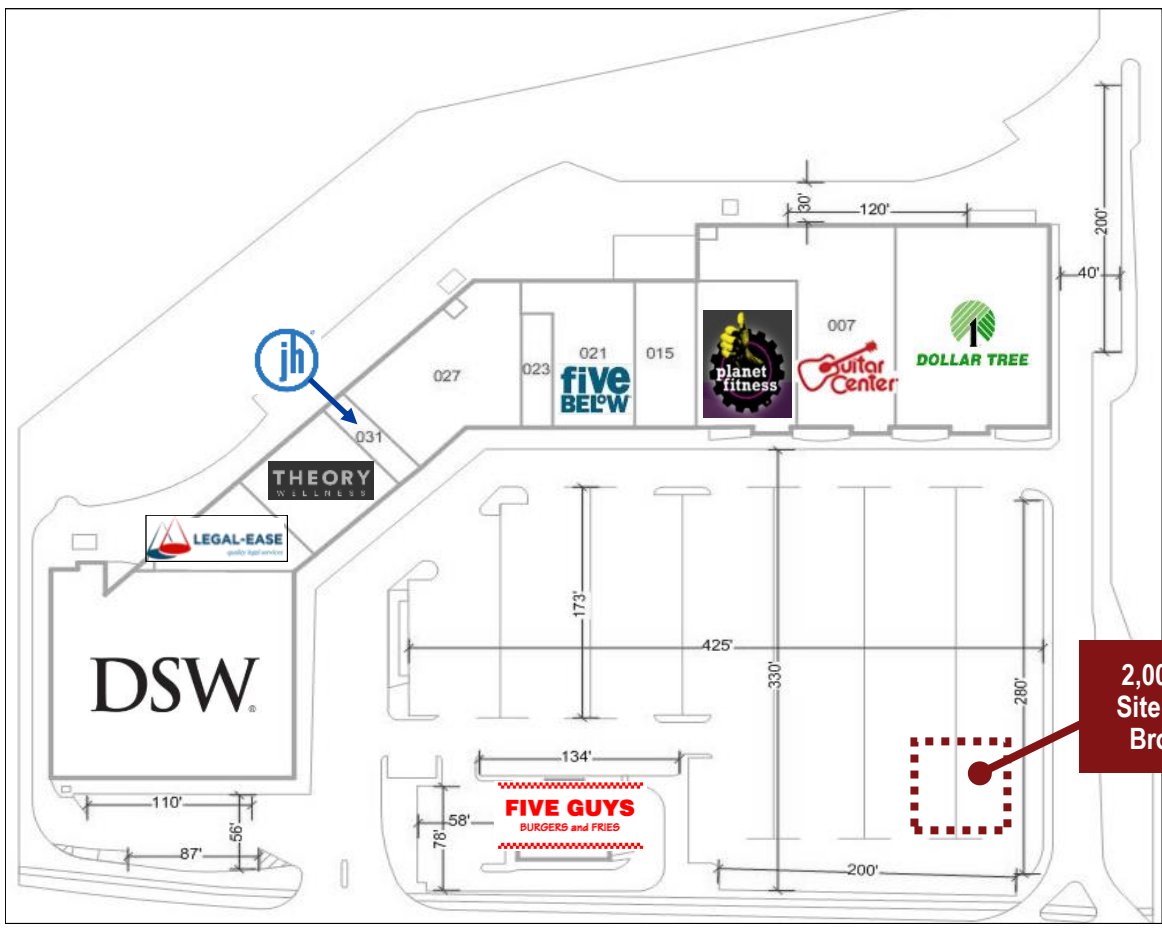 30'
120'
200'
40'
007
DOLLAR TREE
planet
fitness
Guitar
Center
015
021
five
BELOW
023
027
jh
031
THEORY
WELLNESS
LEGAL-EASE
quality legal services
DSW
173'
425'
330'
280'
2,00
Site
Bro
134'
FIVE GUYS
BURGERS and FRIES
58'
78'
110'
56'
87'
200'